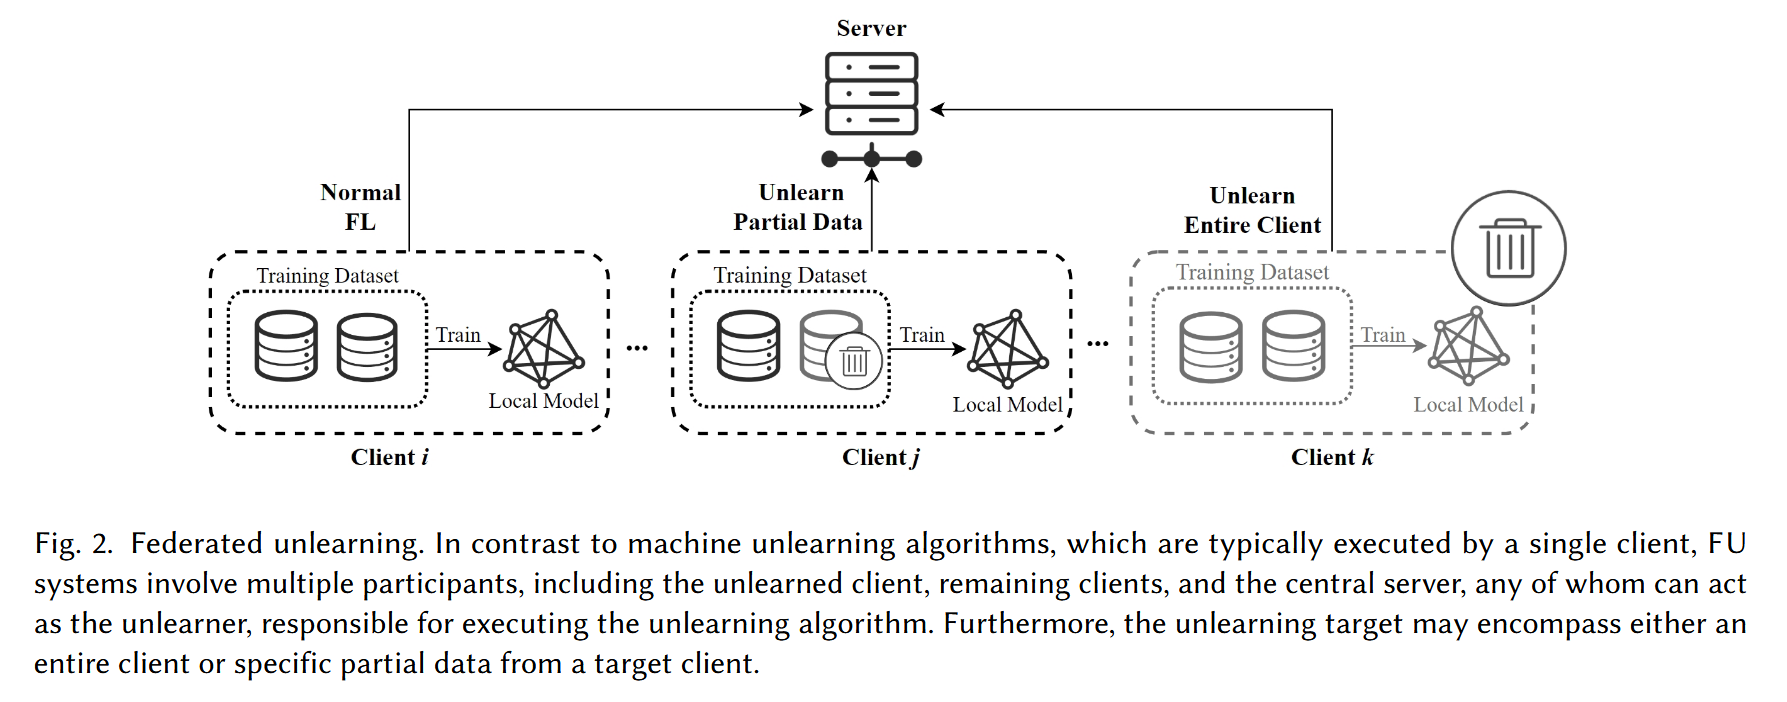 Server
Normal
FL
Unlearn
Partial Data
Unlearn
Entire Client
Training Dataset
Train
Local Model
Client i
...
Training Dataset
Train
Local Model
Client j
...
Training Dataset
Train
Local Model
Client k
Fig. 2. Federated unlearning. In contrast to machine unlearning algorithms, which are typically executed by a single client, FU
systems involve multiple participants, including the unlearned client, remaining clients, and the central server, any of whom can act
as the unlearner, responsible for executing the unlearning algorithm. Furthermore, the unlearning target may encompass either an
entire client or specific partial data from a target client.